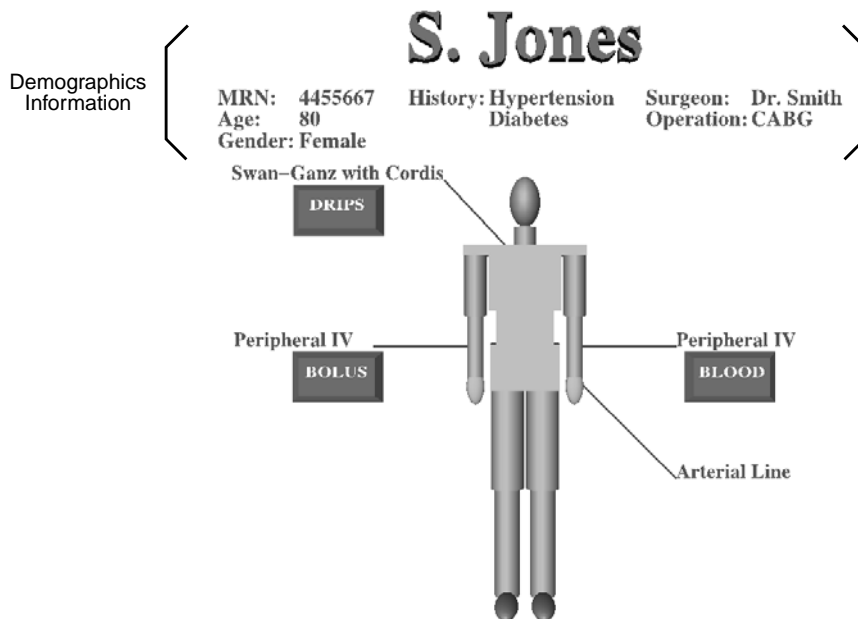 S. Jones
Demographics
Information
MRN: 4455667 History: Hypertension Surgeon: Dr. Smith
Age: 80 Diabetes Operation: CABG
Gender: Female
Swan-Ganz with Cordis
DRIPS
Peripheral IV Peripheral IV
BOLUS BLOOD
Arterial Line